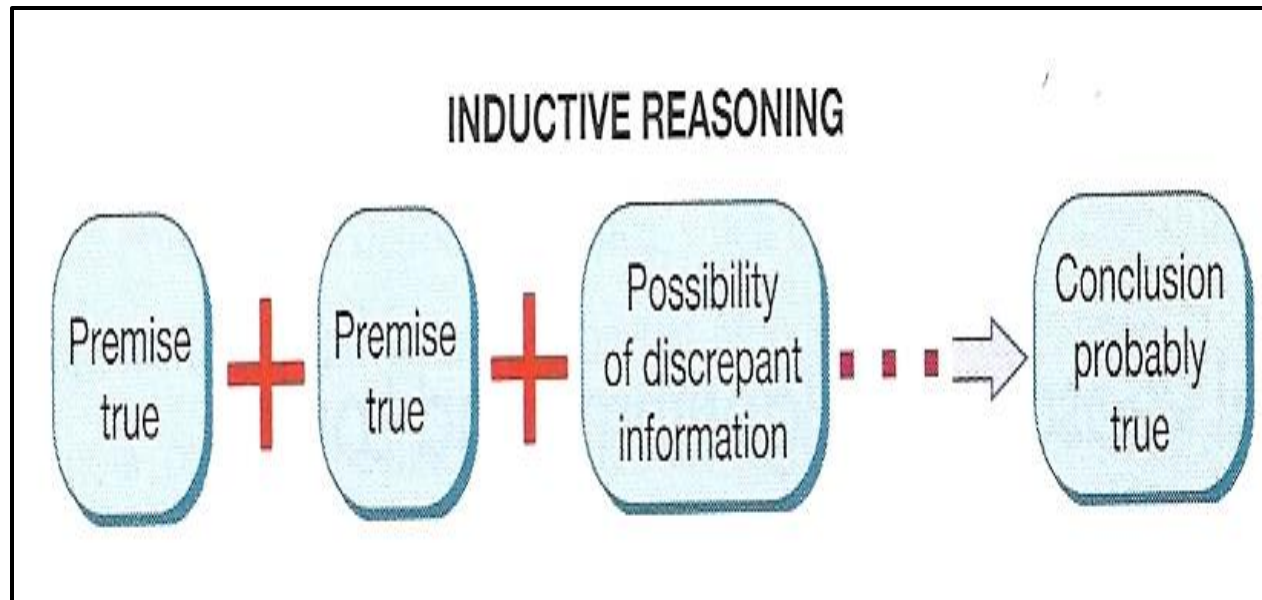 INDUCTIVE REASONING
Premise
true
Premise
true
Possibility
of discrepant
information
Conclusion
probably
true